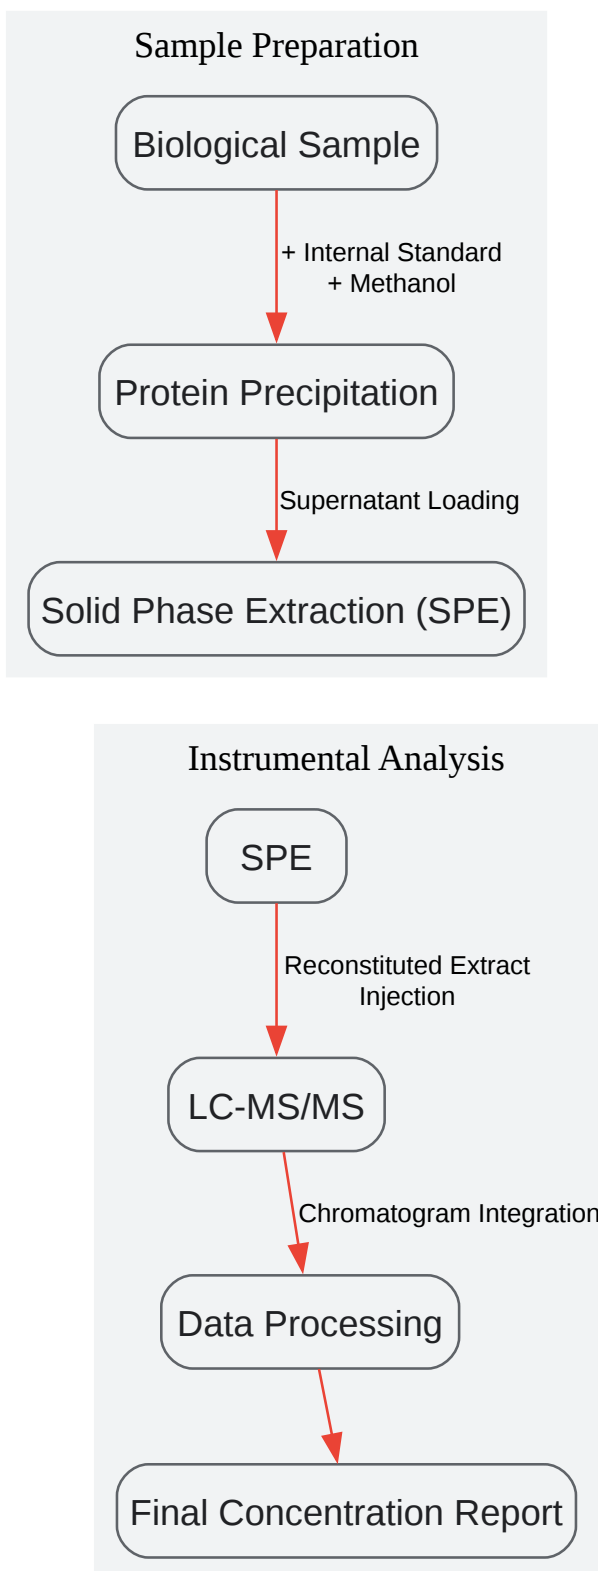 Sample Preparation
Biological Sample
+ Internal Standard
+ Methanol
Protein Precipitation
Supernatant Loading
Solid Phase Extraction (SPE)
Instrumental Analysis
SPE
Reconstituted Extract
Injection
LC-MS/MS
Chromatogram Integration
Data Processing
Final Concentration Report